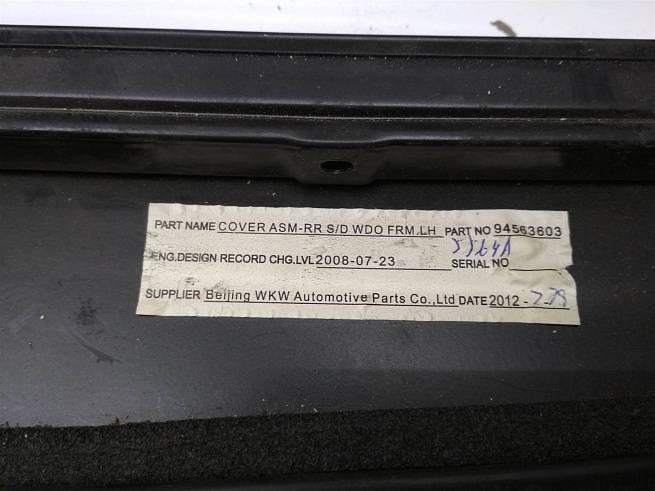 PART NAME COVER ASM-RR S/D WDO FRM.LH PART NO 94563603
ENG.DESIGN RECORD CHG.LVL 2008-07-23 SERIAL NO
SUPPLIER Beijing WKW Automotive Parts Co.,Ltd DATE 2012 -